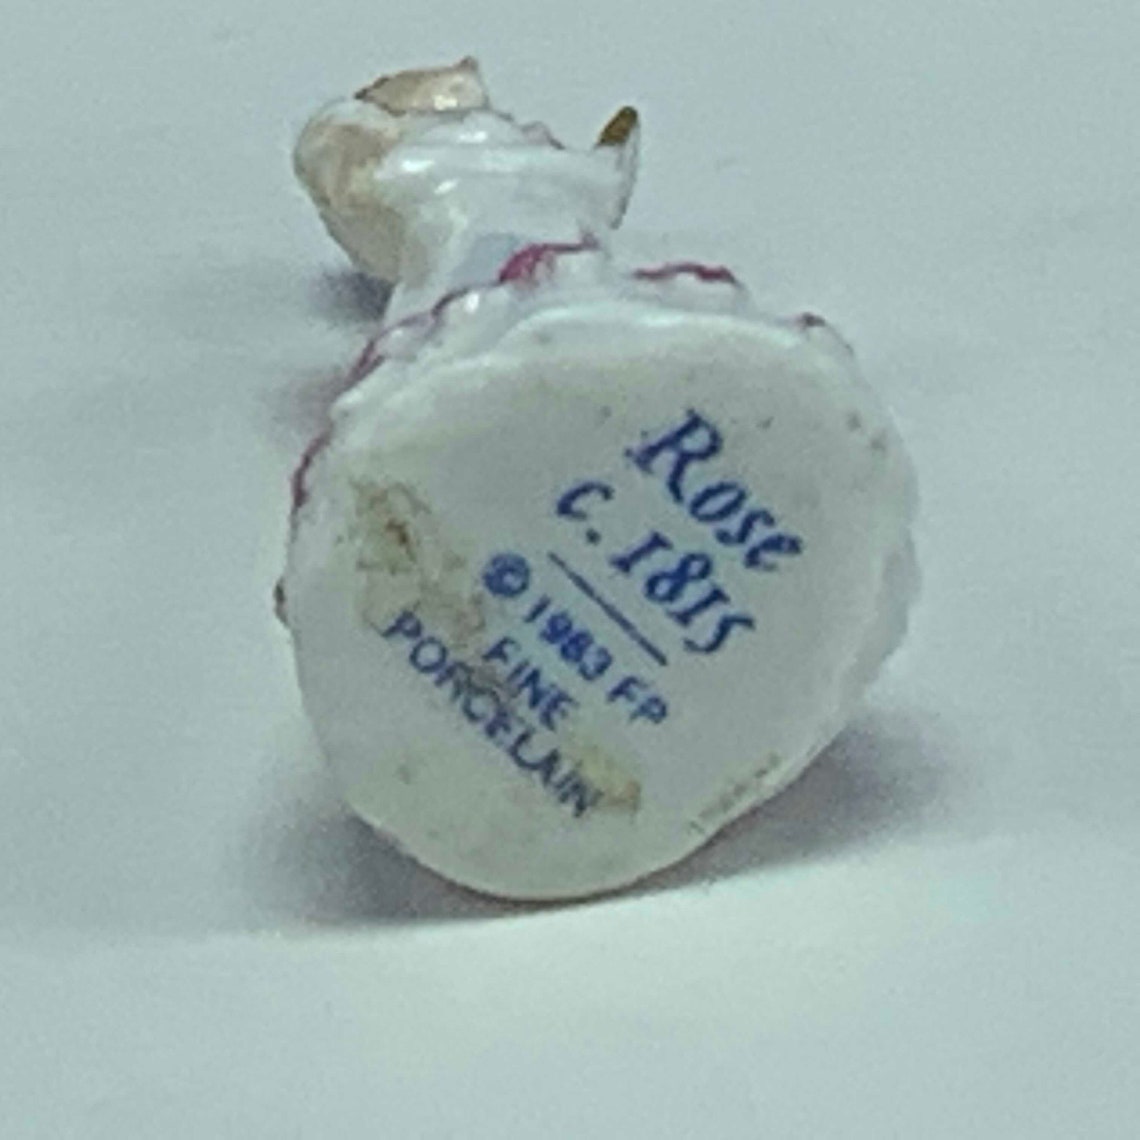 Rose
c. 1815
© 1983 FP
FINE
PORCELAIN